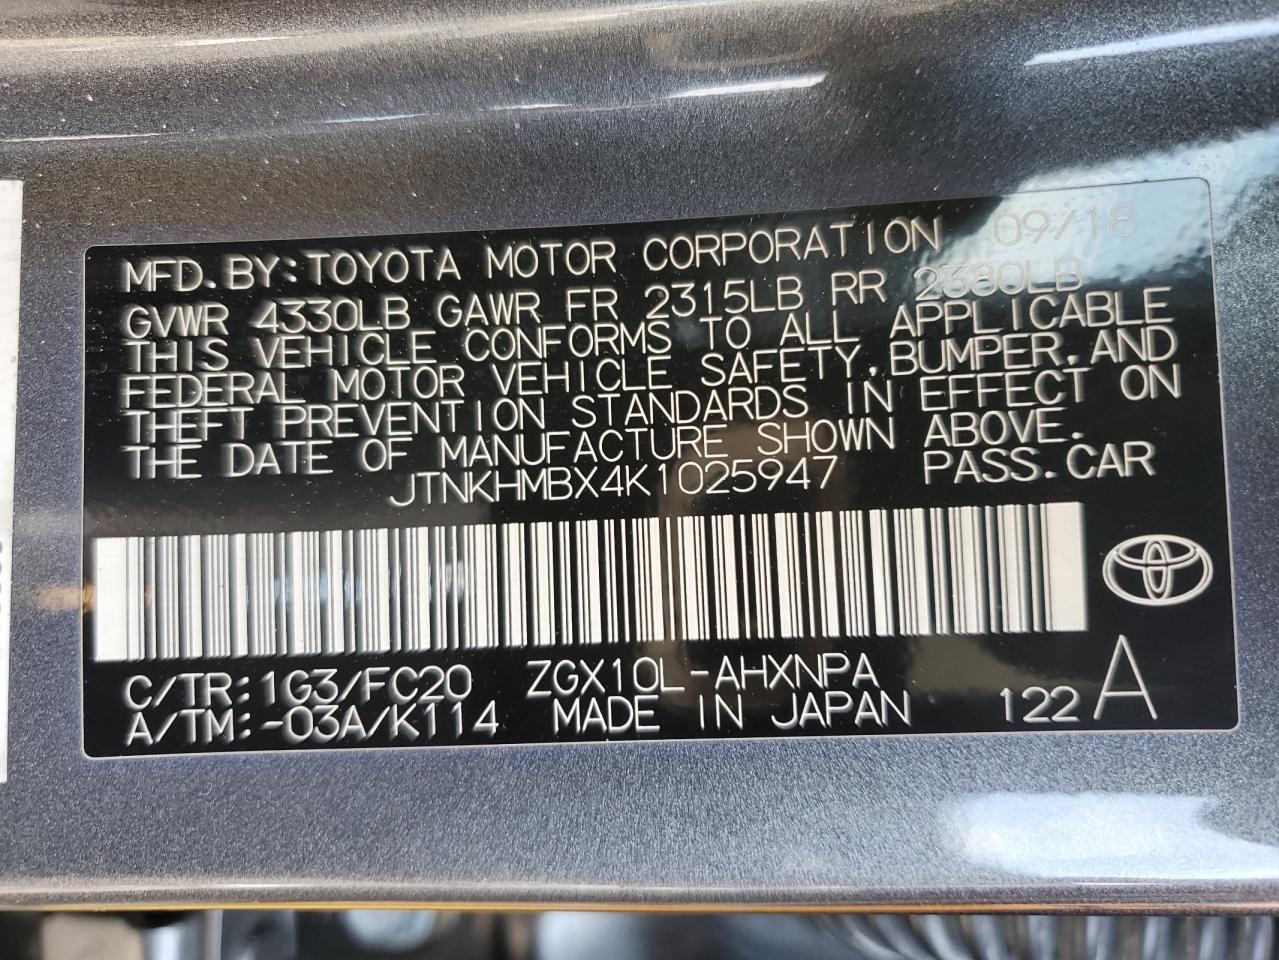 MFD. BY: TOYOTA MOTOR CORPORATION 09/18
GVWR 4330LB GAWR FR 2315LB RR 2380LB
THIS VEHICLE CONFORMS TO ALL APPLICABLE
FEDERAL MOTOR VEHICLE SAFETY, BUMPER, AND
THEFT PREVENTION STANDARDS IN EFFECT ON
THE DATE OF MANUFACTURE SHOWN ABOVE.
JTNKHMBX4K1025947 PASS. CAR
C/TR: 1G3/FC20 ZGX10L-AHXNPA
A/TM: -03A/K114 MADE IN JAPAN 122 A